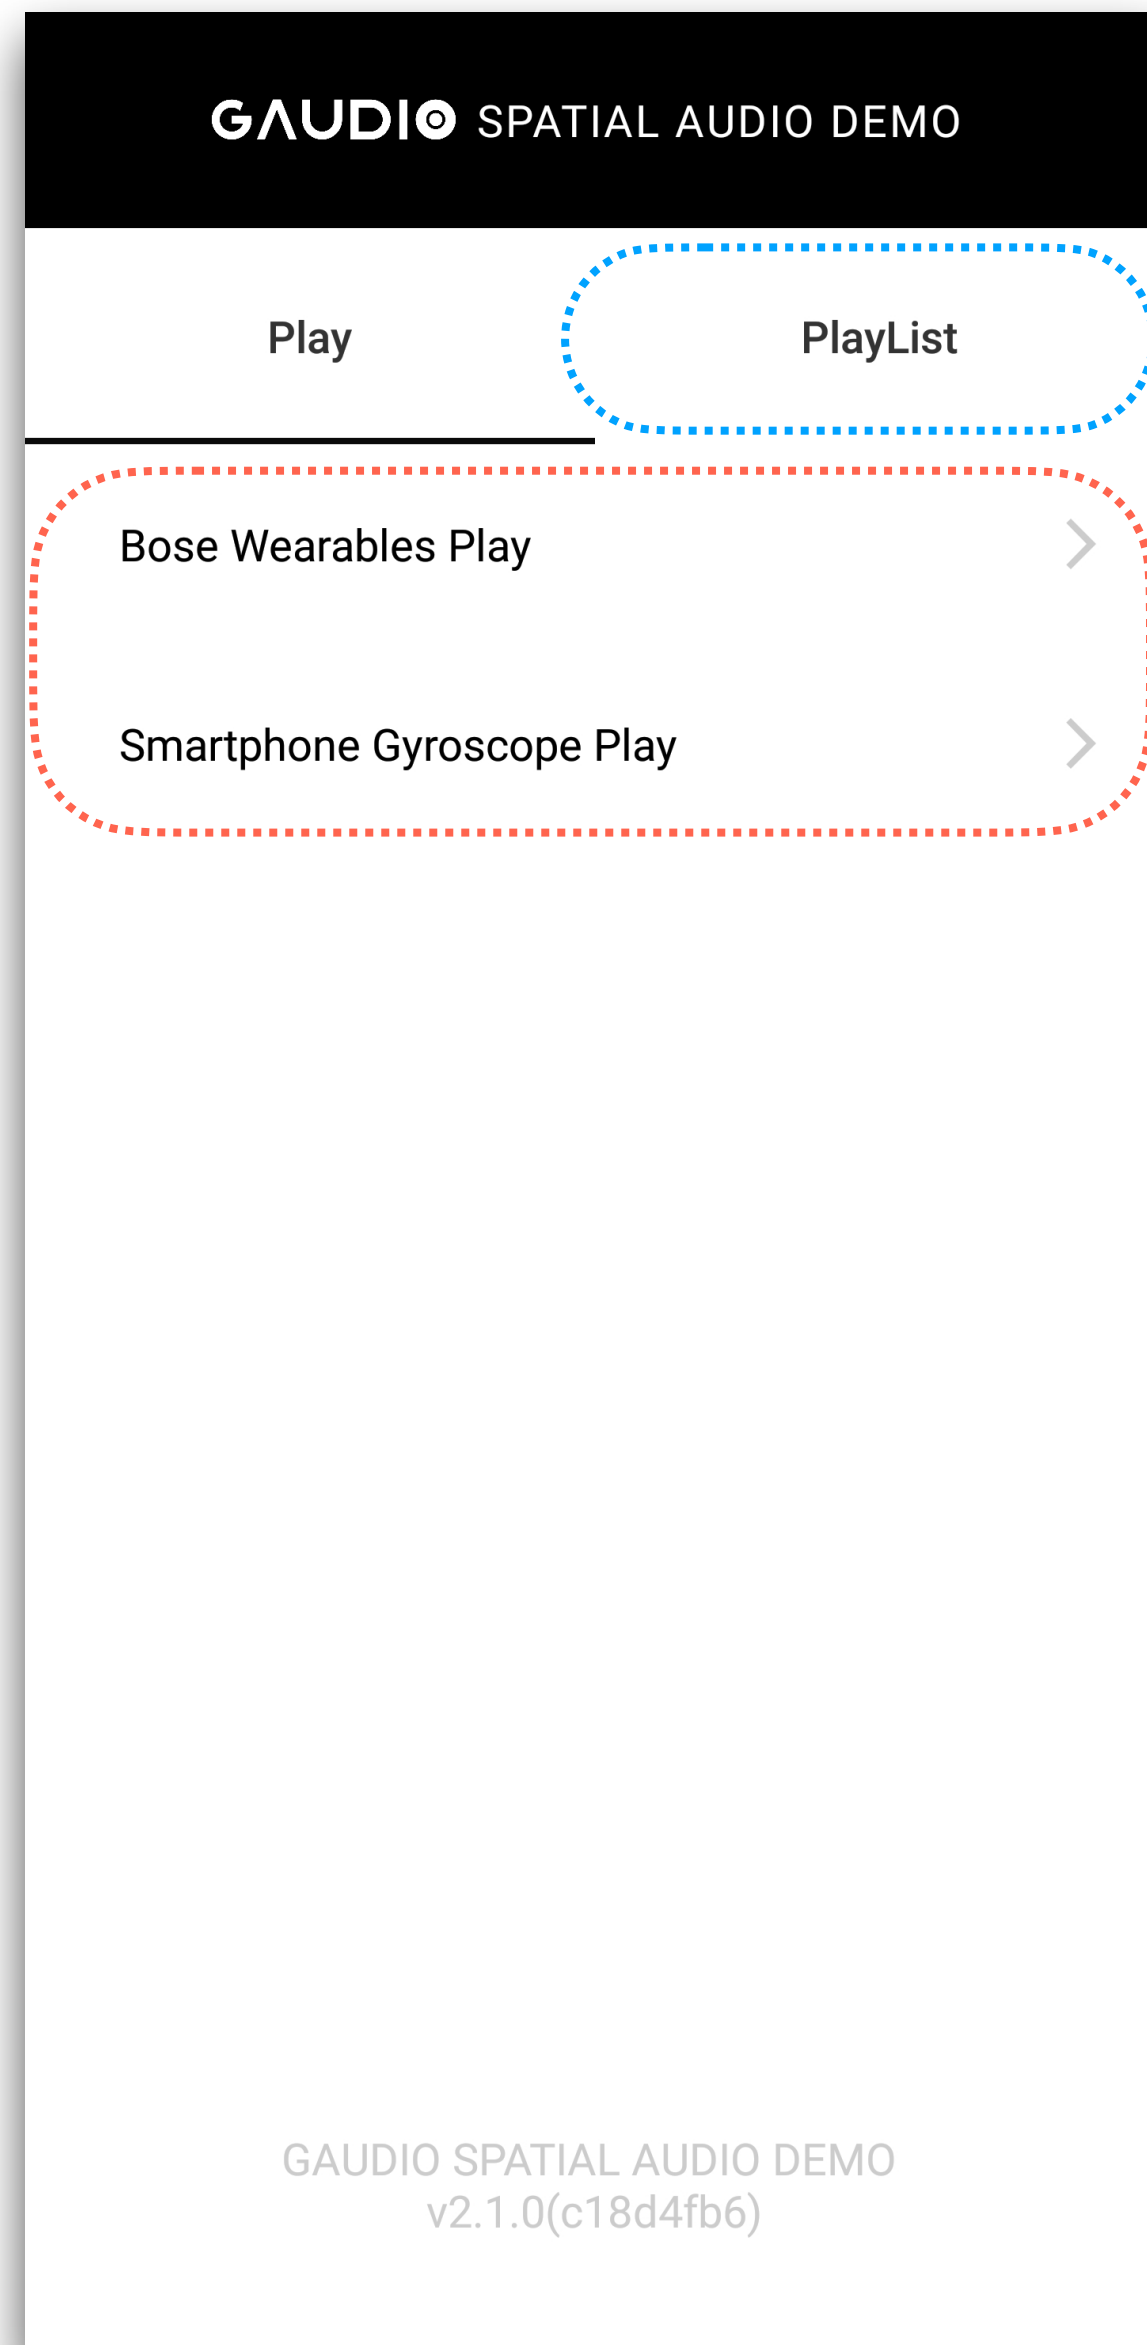 GAUDIO SPATIAL AUDIO DEMO
Play PlayList
Bose Wearables Play
Smartphone Gyroscope Play
GAUDIO SPATIAL AUDIO DEMO
v2.1.0(c18d4fb6)